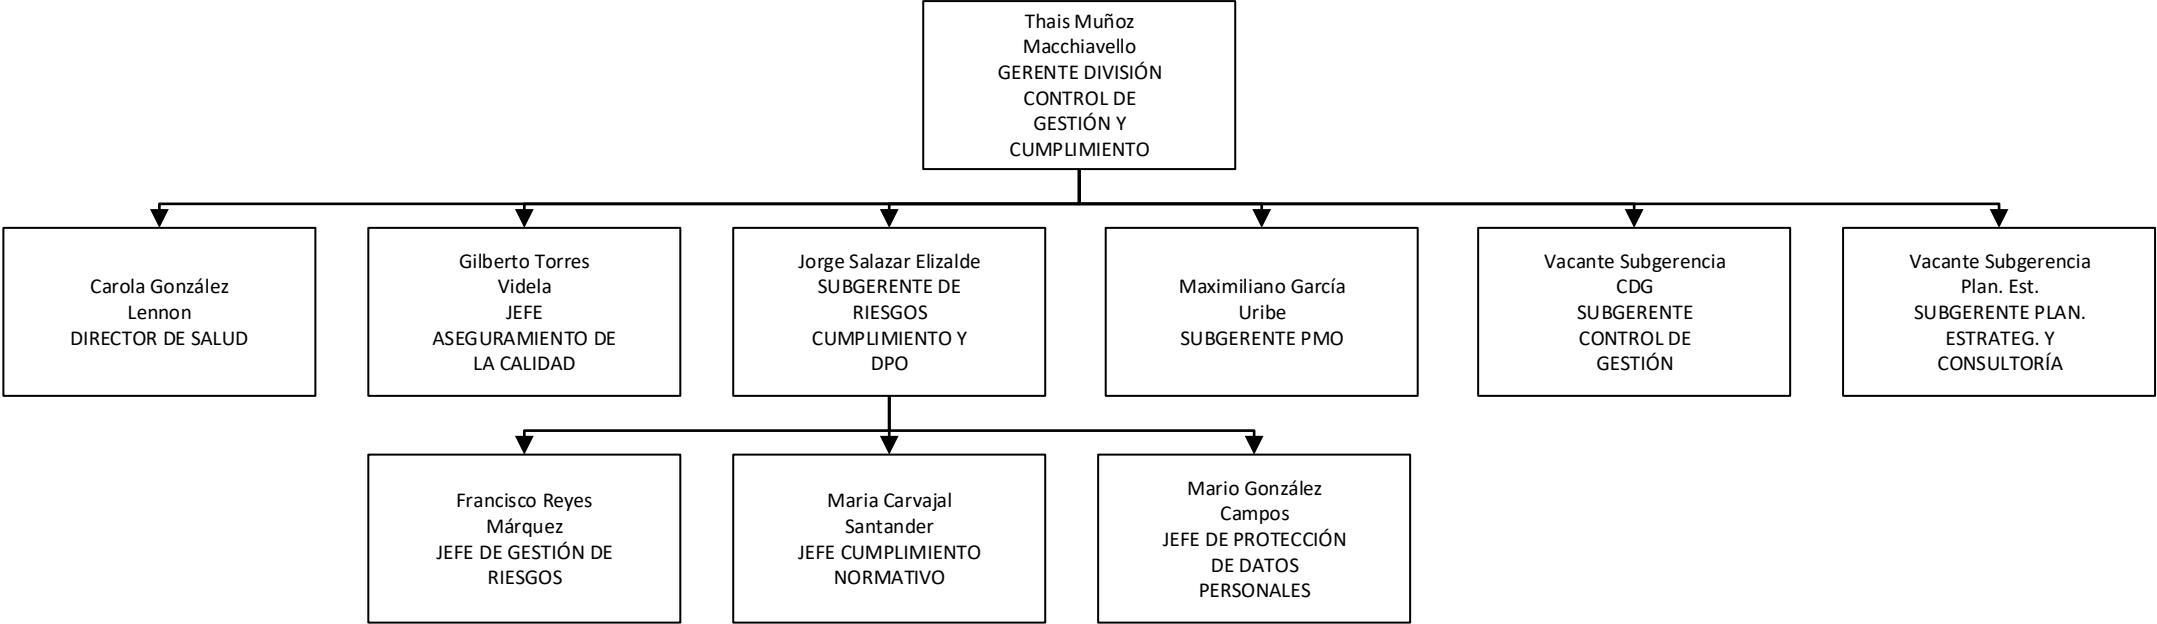 Thais Muñoz
Macchiavello
GERENTE DIVISIÓN
CONTROL DE
GESTIÓN Y
CUMPLIMIENTO
Carola González
Lennon
DIRECTOR DE SALUD
Gilberto Torres
Videla
JEFE
ASEGURAMIENTO DE
LA CALIDAD
Jorge Salazar Elizalde
SUBGERENTE DE
RIESGOS
CUMPLIMIENTO Y
DPO
Maximiliano García
Uribe
SUBGERENTE PMO
Vacante Subgerencia
CDG
SUBGERENTE
CONTROL DE
GESTIÓN
Vacante Subgerencia
Plan. Est.
SUBGERENTE PLAN.
ESTRATEG. Y
CONSULTORÍA
Francisco Reyes
Márquez
JEFE DE GESTIÓN DE
RIESGOS
Maria Carvajal
Santander
JEFE CUMPLIMIENTO
NORMATIVO
Mario González
Campos
JEFE DE PROTECCIÓN
DE DATOS
PERSONALES